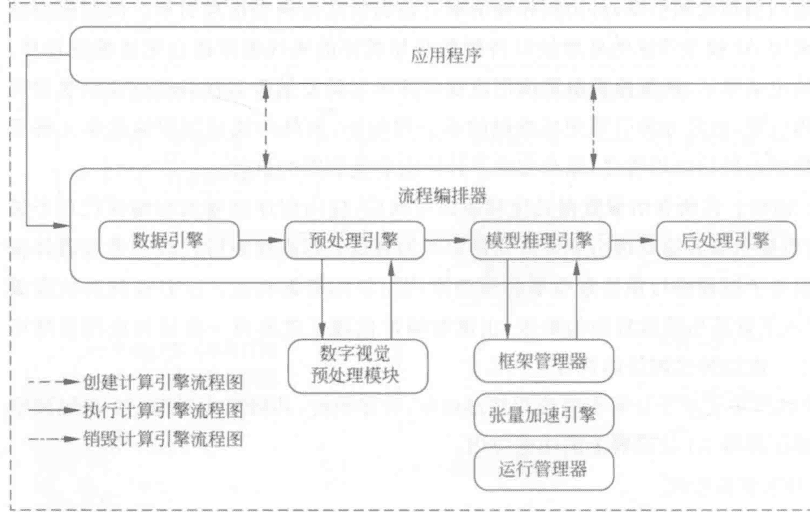 应用程序
流程编排器
数据引擎
预处理引擎
模型推理引擎
后处理引擎
数字视觉
预处理模块
框架管理器
张量加速引擎
运行管理器
创建计算引擎流程图
执行计算引擎流程图
销毁计算引擎流程图